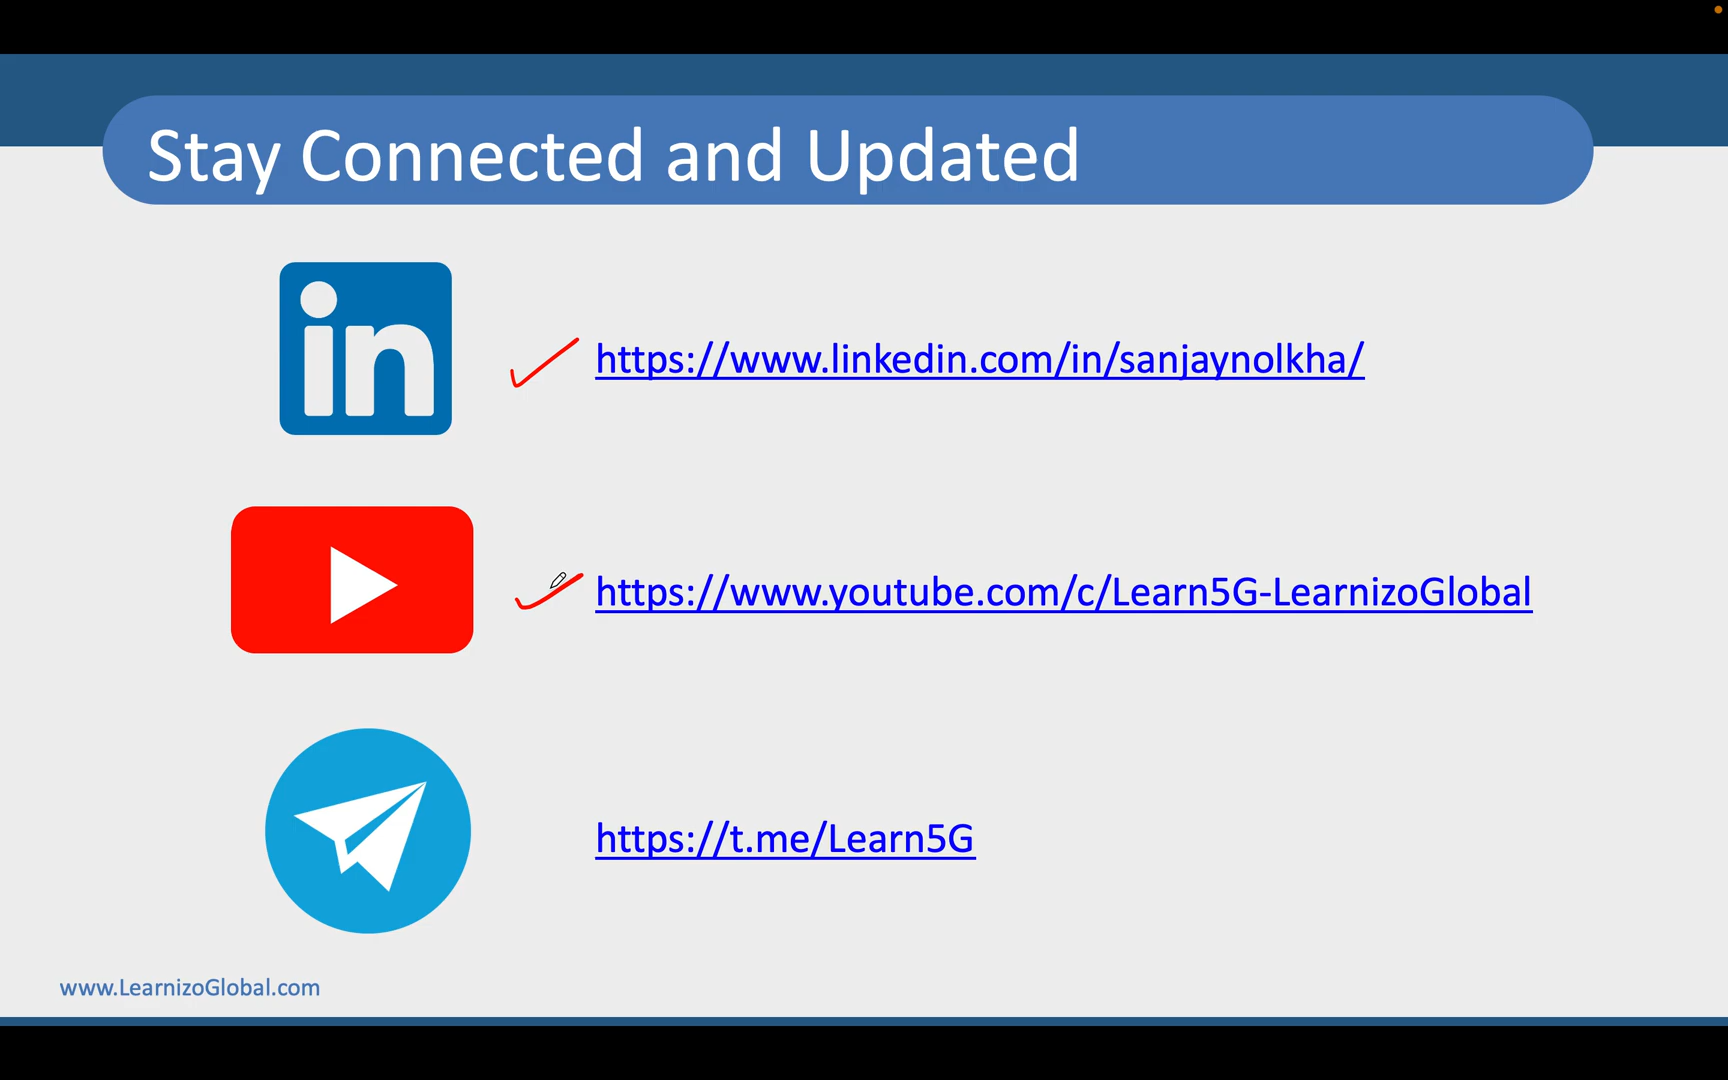 Stay Connected and Updated
in
https://www.linkedin.com/in/sanjaynolkha/
https://www.youtube.com/c/Learn5G-LearnizoGlobal
https://t.me/Learn5G
www.LearnizoGlobal.com